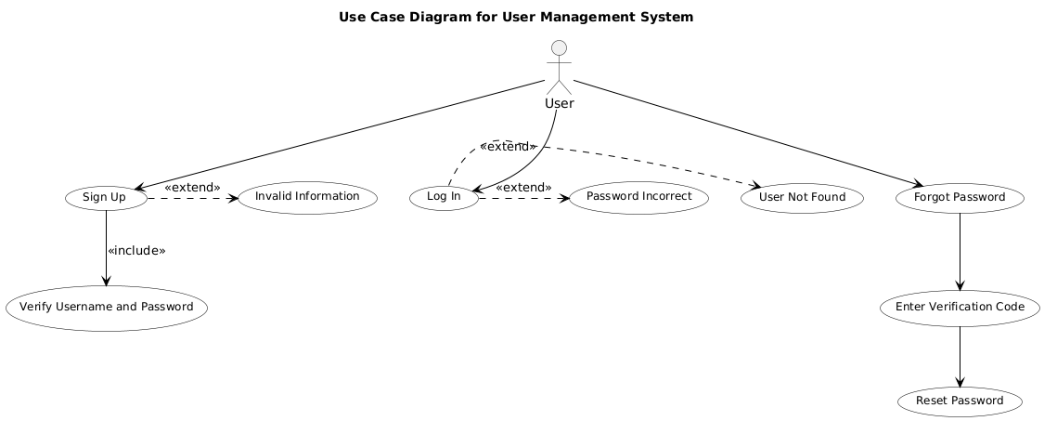 Use Case Diagram for User Management System
User
«extend»
«extend»
«extend»
Sign Up
Invalid Information
Log In
Password Incorrect
User Not Found
Forgot Password
«include»
Verify Username and Password
Enter Verification Code
Reset Password